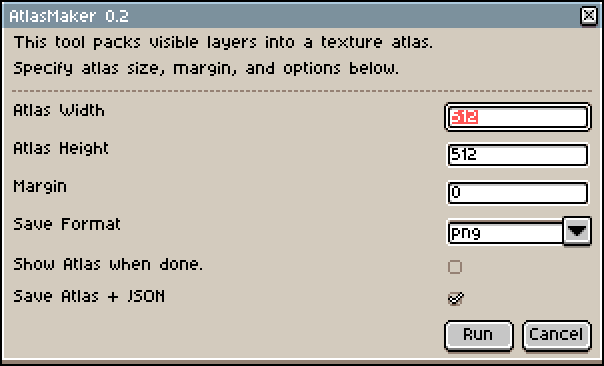 AtlasMaker 0.2
This tool packs visible layers into a texture atlas.
Specify atlas size, margin, and options below.
Atlas Width 512
Atlas Height 512
Margin 0
Save Format png
Show Atlas when done.
Save Atlas + JSON
Run Cancel